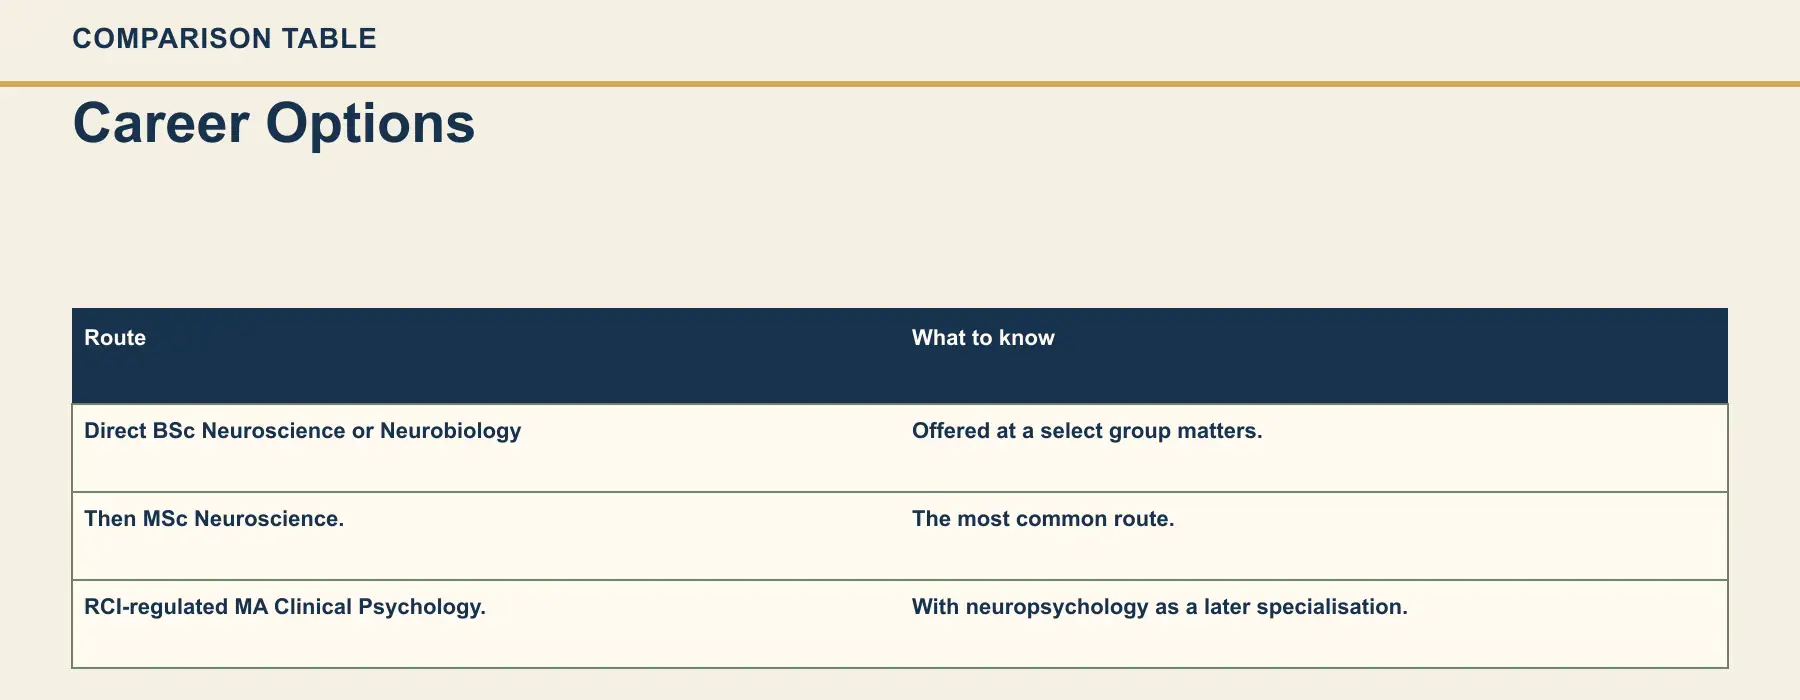 COMPARISON TABLE
Career Options
Route What to know
Direct BSc Neuroscience or Neurobiology Offered at a select group matters.
Then MSc Neuroscience. The most common route.
RCI-regulated MA Clinical Psychology. With neuropsychology as a later specialisation.